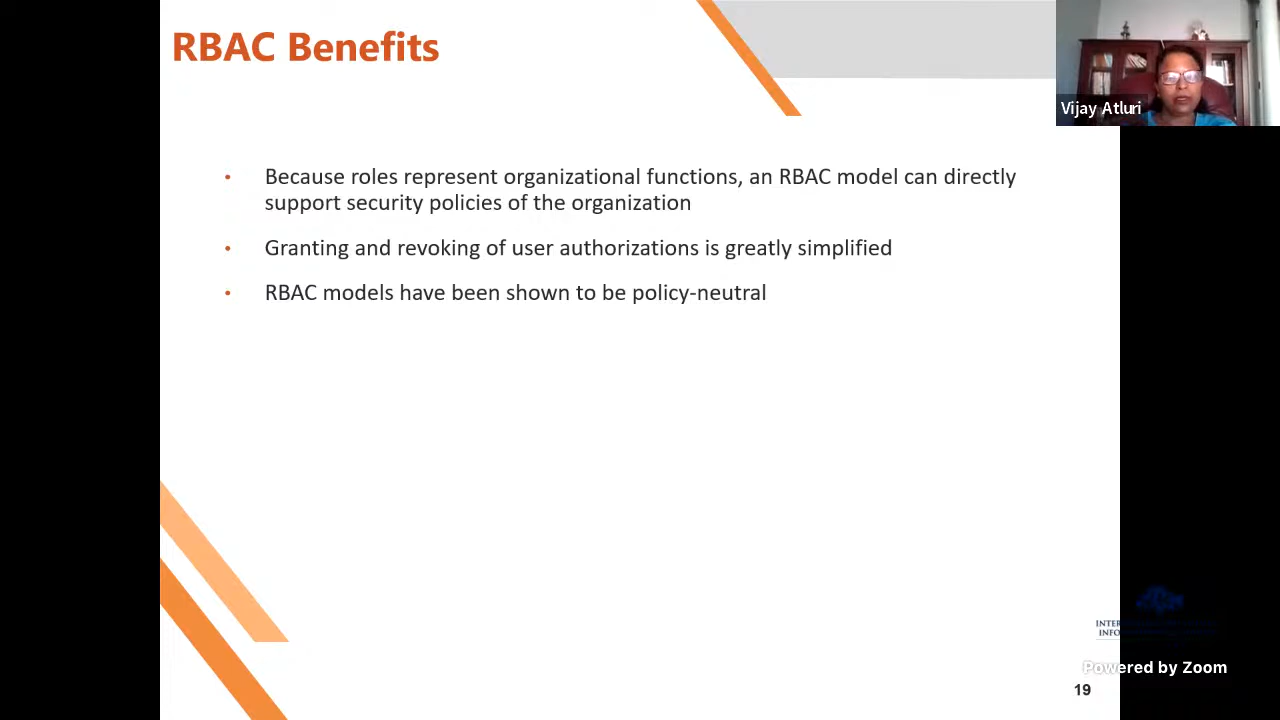 RBAC Benefits
Vijay Atluri
• Because roles represent organizational functions, an RBAC model can directly
support security policies of the organization
• Granting and revoking of user authorizations is greatly simplified
• RBAC models have been shown to be policy-neutral
Powered by Zoom
19